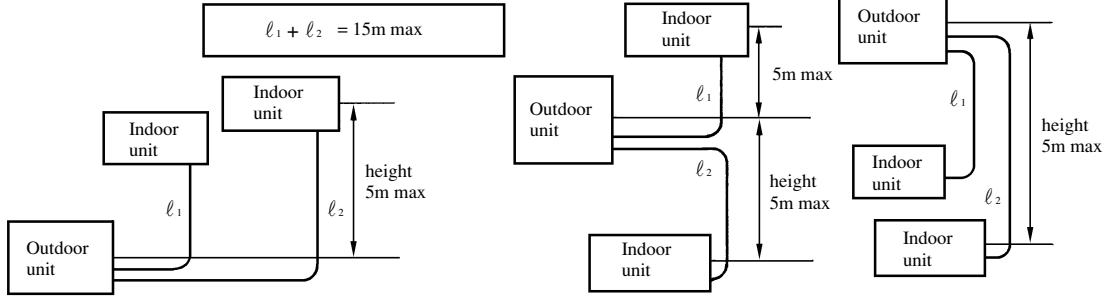 ℓ1 + ℓ2 = 15m max
Indoor
unit
Indoor
unit
ℓ1
ℓ2
height
5m max
Outdoor
unit
Indoor
unit
5m max
ℓ1
Outdoor
unit
ℓ2
height
5m max
Indoor
unit
Outdoor
unit
ℓ1
height
5m max
Indoor
unit
ℓ2
Indoor
unit